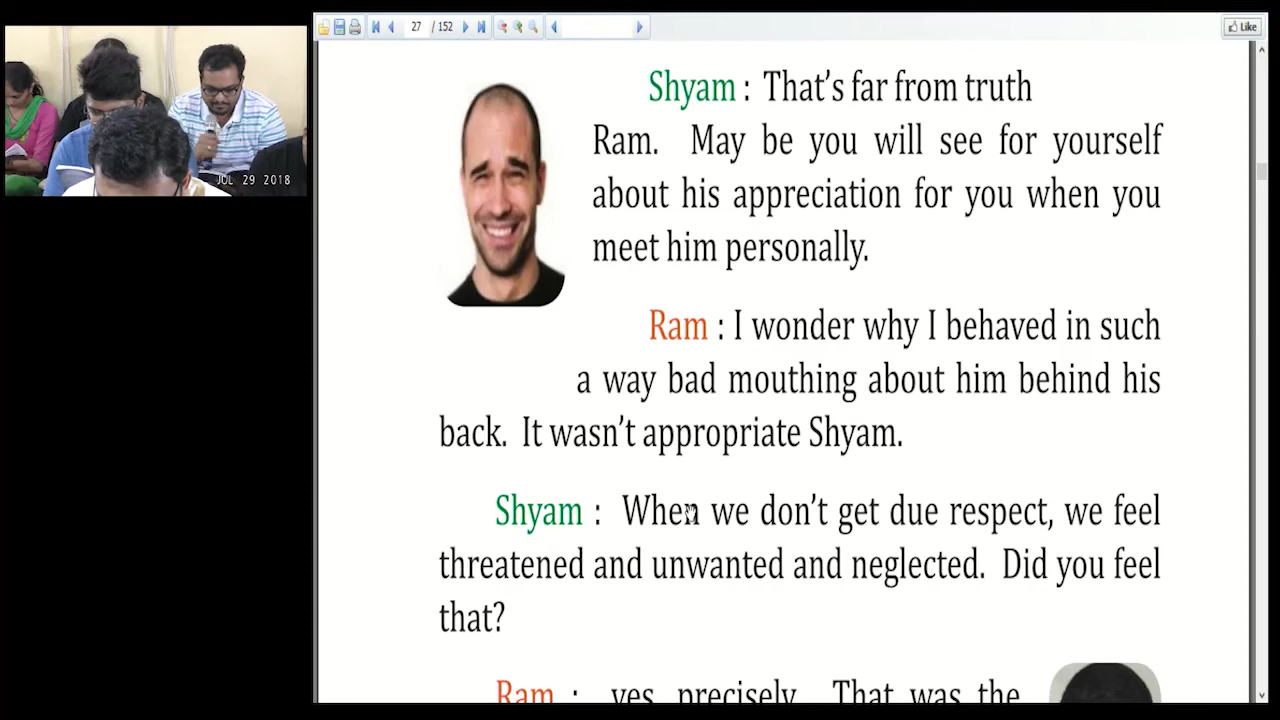 27 / 152
Like
Shyam : That's far from truth
Ram. May be you will see for yourself
about his appreciation for you when you
meet him personally.
Ram : I wonder why I behaved in such
a way bad mouthing about him behind his
back. It wasn't appropriate Shyam.
Shyam : When we don't get due respect, we feel
threatened and unwanted and neglected. Did you feel
that?
Ram : yes precisely. That was the
JUL 29 2018